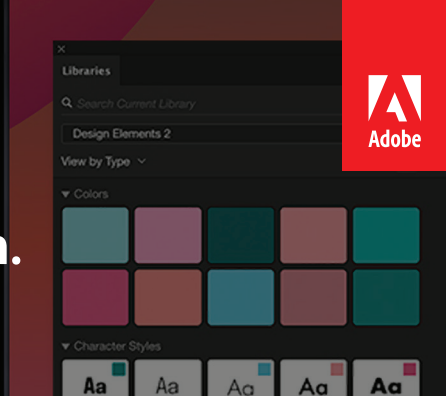 Libraries
Search Current Library
Design Elements 2
View by Type
Colors
Character Styles
Aa Aa Aa Aa Aa
Adobe